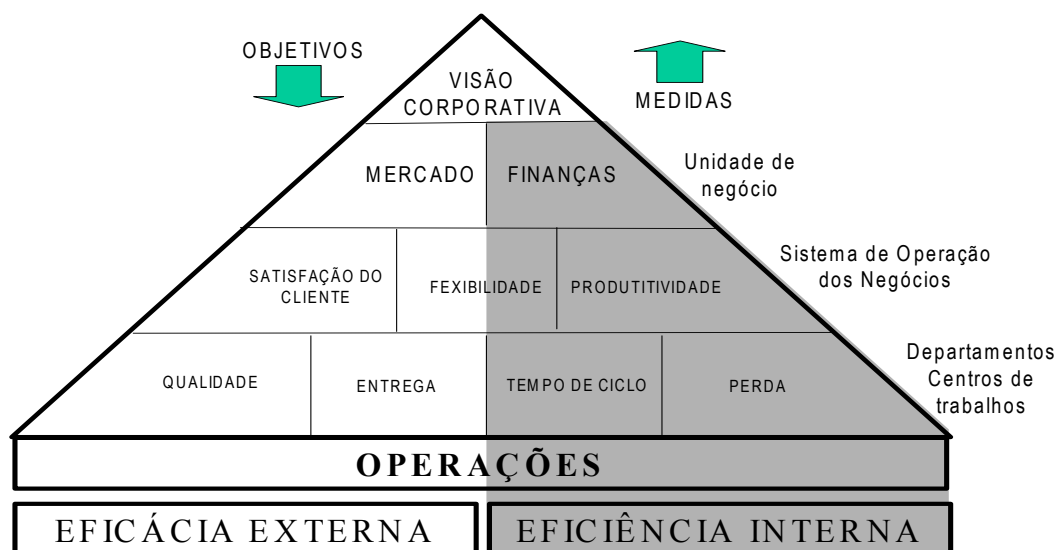 OBJETIVOS
VISÃO
CORPORATIVA
MEDIDAS
MERCADO
FINANÇAS
Unidade de
negócio
SATISFAÇÃO DO
CLIENTE
FEXIBILIDADE
PRODUTITIVIDADE
Sistema de Operação
dos Negócios
QUALIDADE
ENTREGA
TEMPO DE CICLO
PERDA
Departamentos
Centros de
trabalhos
OPERAÇÕES
EFICÁCIA EXTERNA
EFICIÊNCIA INTERNA